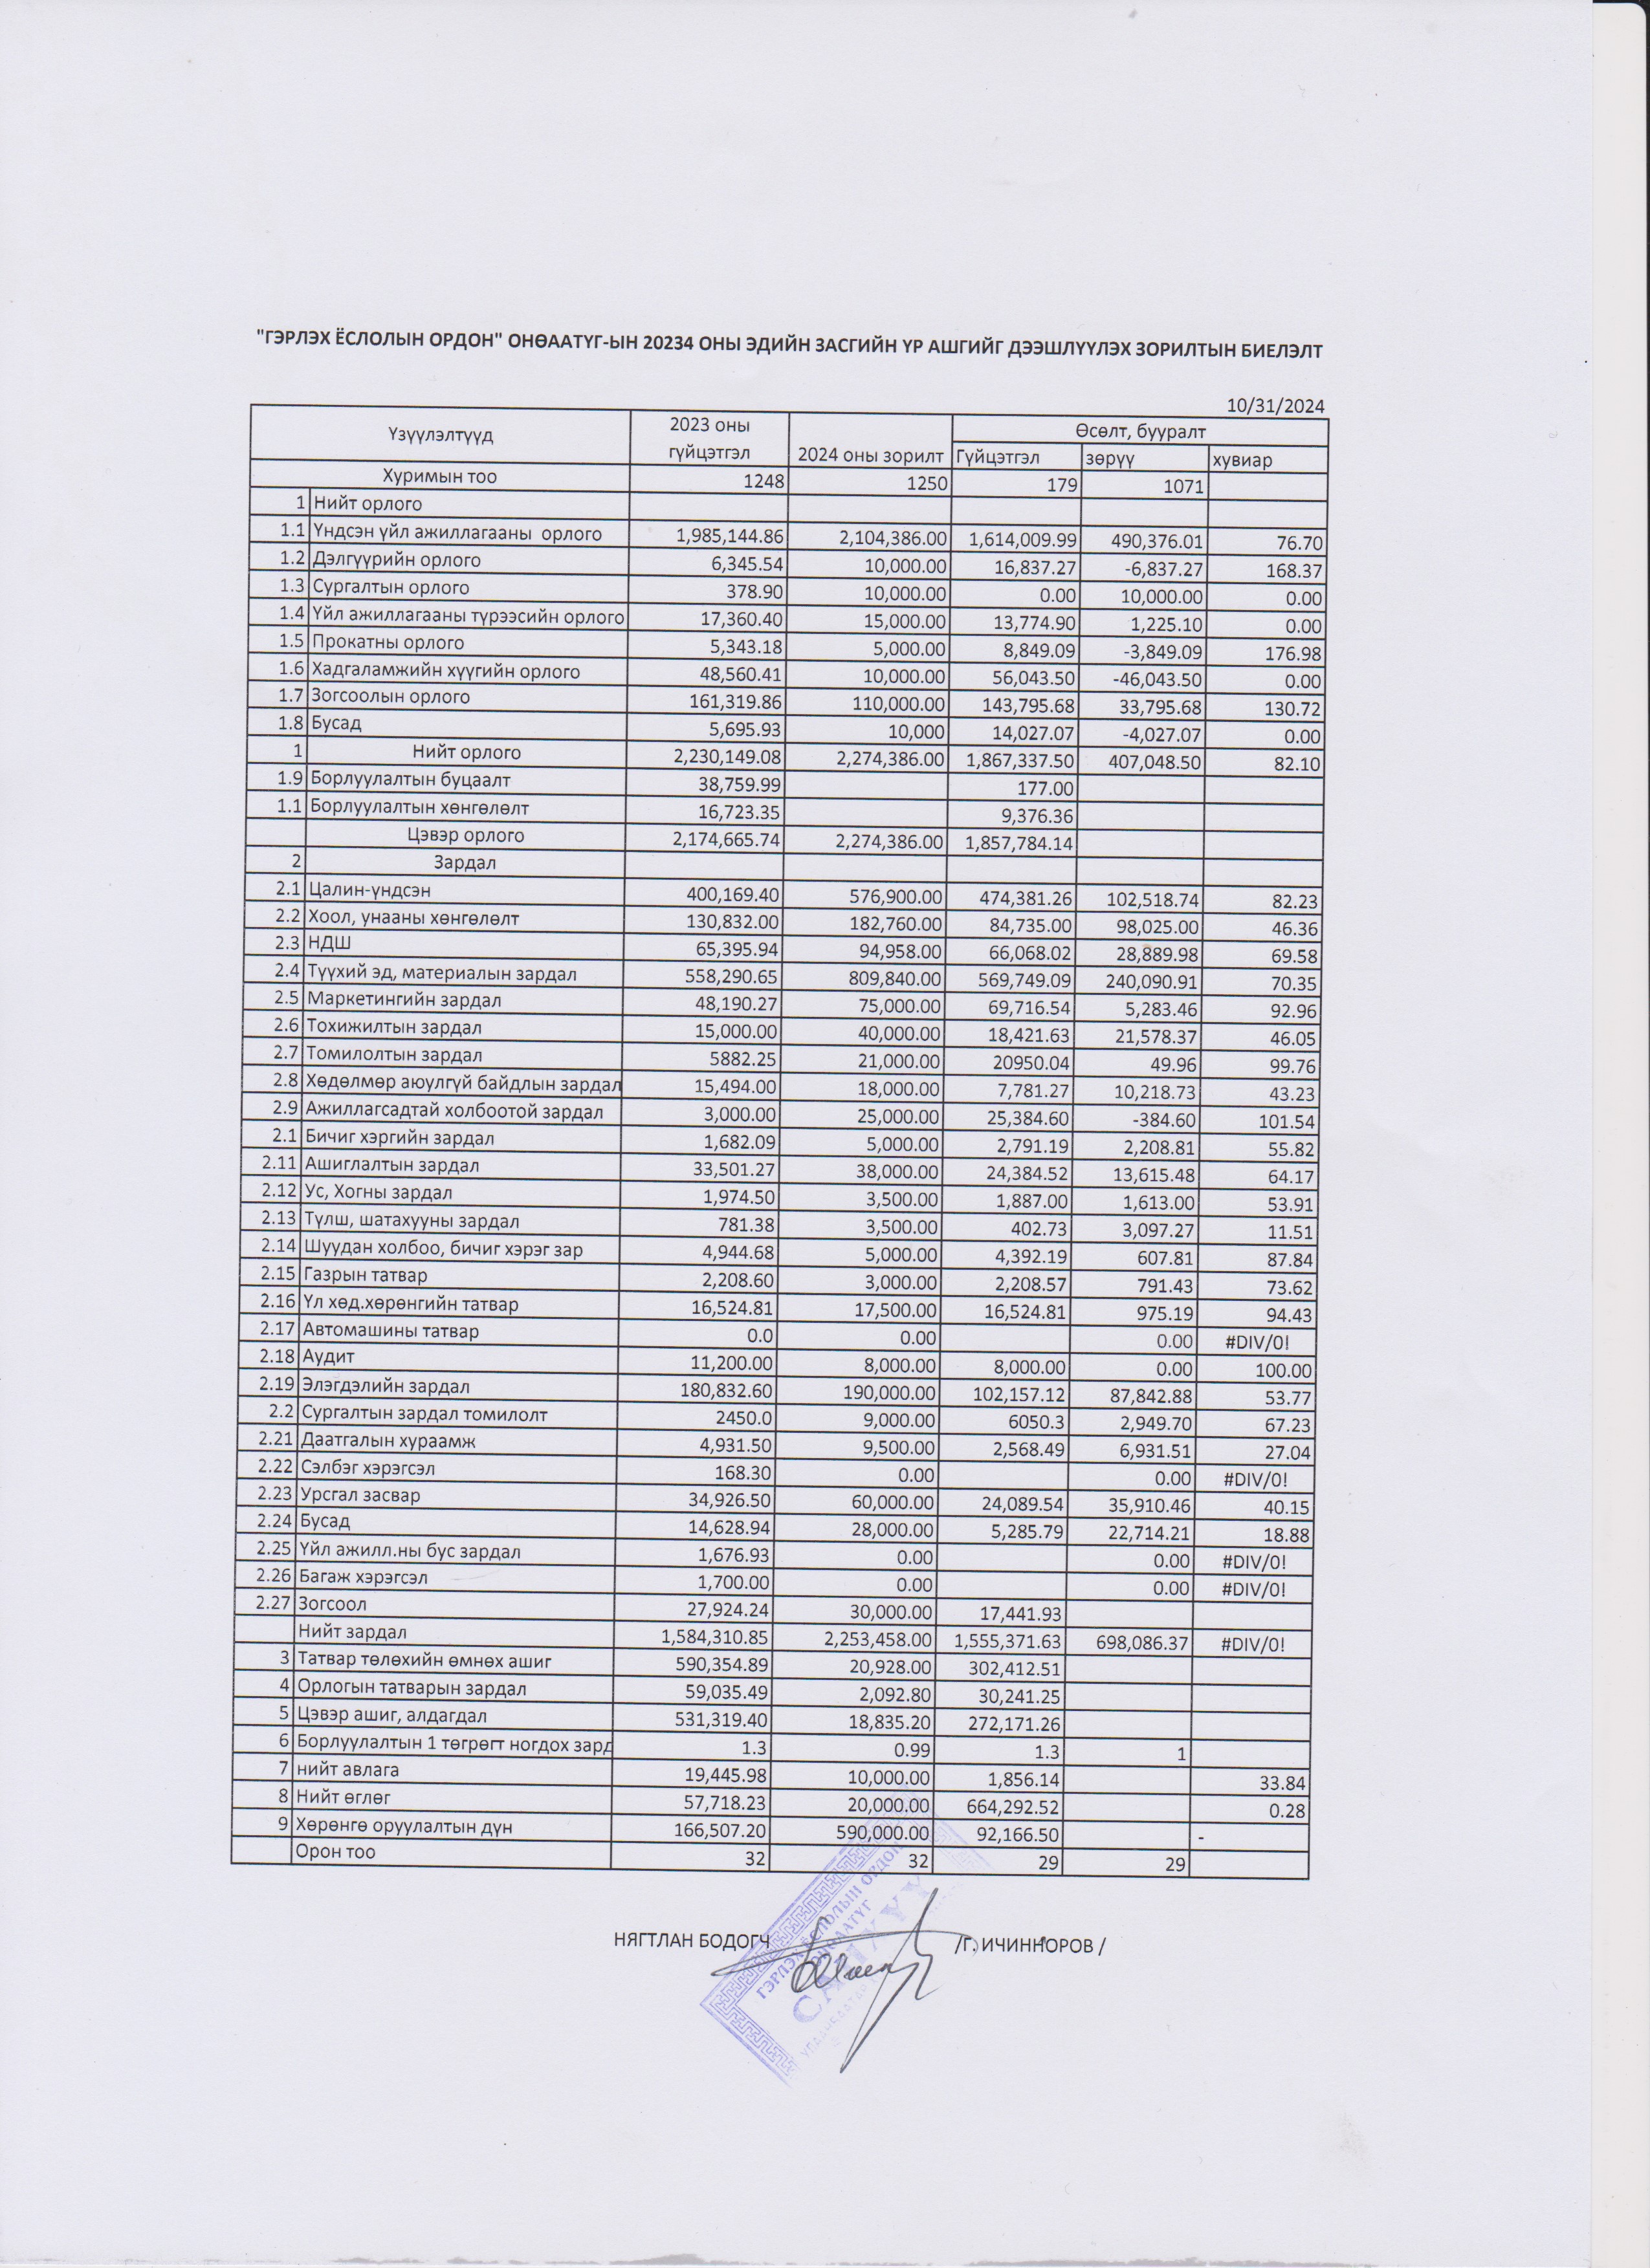 "ГЭРЛЭХ ЁСЛОЛЫН ОРДОН" ОНӨААТҮГ-ЫН 20234 ОНЫ ЭДИЙН ЗАСГИЙН ҮР АШГИЙГ ДЭЭШЛҮҮЛЭХ ЗОРИЛТЫН БИЕЛЭЛТ
10/31/2024
Үзүүлэлтүүд 2023 оны гүйцэтгэл 2024 оны зорилт Өсөлт, бууралт
Гүйцэтгэл зөрүү хувиар
Хуримын тоо 1248 1250 179 1071
1 Нийт орлого
1.1 Үндсэн үйл ажиллагааны орлого 1,985,144.86 2,104,386.00 1,614,009.99 490,376.01 76.70
1.2 Дэлгүүрийн орлого 6,345.54 10,000.00 16,837.27 -6,837.27 168.37
1.3 Сургалтын орлого 378.90 10,000.00 0.00 10,000.00 0.00
1.4 Үйл ажиллагааны түрээсийн орлого 17,360.40 15,000.00 13,774.90 1,225.10 0.00
1.5 Прокатны орлого 5,343.18 5,000.00 8,849.09 -3,849.09 176.98
1.6 Хадгаламжийн хүүгийн орлого 48,560.41 10,000.00 56,043.50 -46,043.50 0.00
1.7 Зогсоолын орлого 161,319.86 110,000.00 143,795.68 33,795.68 130.72
1.8 Бусад 5,695.93 10,000 14,027.07 -4,027.07 0.00
1 Нийт орлого 2,230,149.08 2,274,386.00 1,867,337.50 407,048.50 82.10
1.9 Борлуулалтын буцаалт 38,759.99 177.00
1.1 Борлуулалтын хөнгөлөлт 16,723.35 9,376.36
Цэвэр орлого 2,174,665.74 2,274,386.00 1,857,784.14
2 Зардал
2.1 Цалин-үндсэн 400,169.40 576,900.00 474,381.26 102,518.74 82.23
2.2 Хоол, унааны хөнгөлөлт 130,832.00 182,760.00 84,735.00 98,025.00 46.36
2.3 НДШ 65,395.94 94,958.00 66,068.02 28,889.98 69.58
2.4 Түүхий эд, материалын зардал 558,290.65 809,840.00 569,749.09 240,090.91 70.35
2.5 Маркетингийн зардал 48,190.27 75,000.00 69,716.54 5,283.46 92.96
2.6 Тохижилтын зардал 15,000.00 40,000.00 18,421.63 21,578.37 46.05
2.7 Томилолтын зардал 5882.25 21,000.00 20950.04 49.96 99.76
2.8 Хөдөлмөр аюулгүй байдлын зардал 15,494.00 18,000.00 7,781.27 10,218.73 43.23
2.9 Ажиллагсадтай холбоотой зардал 3,000.00 25,000.00 25,384.60 -384.60 101.54
2.1 Бичиг хэргийн зардал 1,682.09 5,000.00 2,791.19 2,208.81 55.82
2.11 Ашиглалтын зардал 33,501.27 38,000.00 24,384.52 13,615.48 64.17
2.12 Ус, Хогны зардал 1,974.50 3,500.00 1,887.00 1,613.00 53.91
2.13 Түлш, шатахууны зардал 781.38 3,500.00 402.73 3,097.27 11.51
2.14 Шуудан холбоо, бичиг хэрэг зар 4,944.68 5,000.00 4,392.19 607.81 87.84
2.15 Газрын татвар 2,208.60 3,000.00 2,208.57 791.43 73.62
2.16 Үл хөд.хөрөнгийн татвар 16,524.81 17,500.00 16,524.81 975.19 94.43
2.17 Автомашины татвар 0.0 0.00 0.00 #DIV/0!
2.18 Аудит 11,200.00 8,000.00 8,000.00 0.00 100.00
2.19 Элэгдэлийн зардал 180,832.60 190,000.00 102,157.12 87,842.88 53.77
2.2 Сургалтын зардал томилолт 2450.0 9,000.00 6050.3 2,949.70 67.23
2.21 Даатгалын хураамж 4,931.50 9,500.00 2,568.49 6,931.51 27.04
2.22 Сэлбэг хэрэгсэл 168.30 0.00 0.00 #DIV/0!
2.23 Урсгал засвар 34,926.50 60,000.00 24,089.54 35,910.46 40.15
2.24 Бусад 14,628.94 28,000.00 5,285.79 22,714.21 18.88
2.25 Үйл ажилл.ны бус зардал 1,676.93 0.00 0.00 #DIV/0!
2.26 Багаж хэрэгсэл 1,700.00 0.00 0.00 #DIV/0!
2.27 Зогсоол 27,924.24 30,000.00 17,441.93
Нийт зардал 1,584,310.85 2,253,458.00 1,555,371.63 698,086.37 #DIV/0!
3 Татвар төлөхийн өмнөх ашиг 590,354.89 20,928.00 302,412.51
4 Орлогын татварын зардал 59,035.49 2,092.80 30,241.25
5 Цэвэр ашиг, алдагдал 531,319.40 18,835.20 272,171.26
6 Борлуулалтын 1 төгрөгт ногдох зард 1.3 0.99 1.3 1
7 нийт авлага 19,445.98 10,000.00 1,856.14 33.84
8 Нийт өглөг 57,718.23 20,000.00 664,292.52 0.28
9 Хөрөнгө оруулалтын дүн 166,507.20 590,000.00 92,166.50 -
Орон тоо 32 32 29 29
НЯГТЛАН БОДОГЧ /Г. ИЧИННОРОВ /
ГЭРЛЭХ ЁСЛОЛЫН ОРДОН